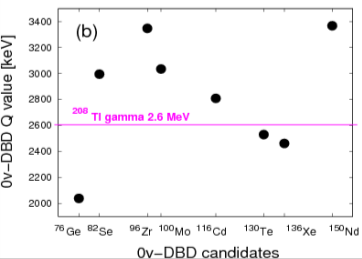 (b)
0ν−DBD Q value [keV]
3400
3200
3000
2800
2600
2400
2200
2000
²⁰⁸Tl gamma 2.6 MeV
⁷⁶Ge ⁸²Se ⁹⁶Zr ¹⁰⁰Mo ¹¹⁶Cd ¹³⁰Te ¹³⁶Xe ¹⁵⁰Nd
0ν−DBD candidates